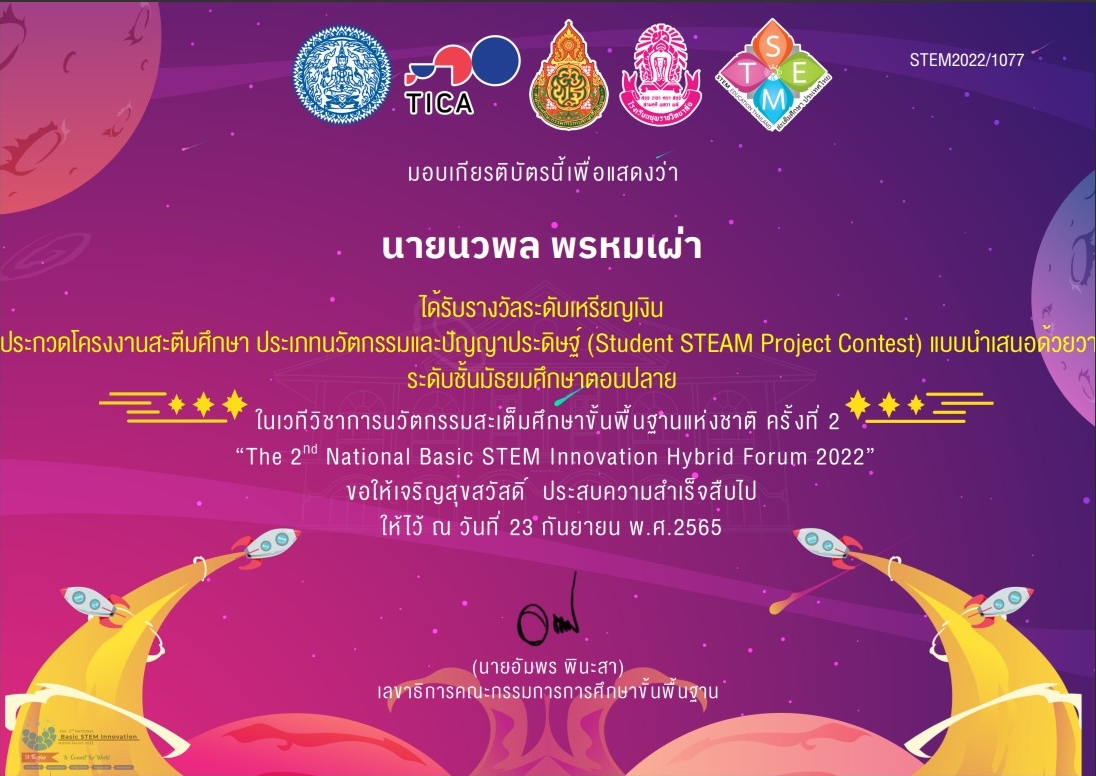 STEM2022/1077
TICA
S
T E
M
มอบเกียรติบัตรนี้เพื่อแสดงว่า
นายนวพล พรหมเผ่า
ได้รับรางวัลระดับเหรียญเงิน
ประกวดโครงงานสะตีมศึกษา ประเภทนวัตกรรมและปัญญาประดิษฐ์ (Student STEAM Project Contest) แบบนำเสนอด้วยวา
ระดับชั้นมัธยมศึกษาตอนปลาย
ในเวทีวิชาการนวัตกรรมสะเต็มศึกษาขั้นพื้นฐานแห่งชาติ ครั้งที่ 2
“The 2nd National Basic STEM Innovation Hybrid Forum 2022”
ขอให้เจริญสุขสวัสดิ์ ประสบความสำเร็จสืบไป
ให้ไว้ ณ วันที่ 23 กันยายน พ.ศ.2565
(นายอัมพร พินะสา)
เลขาธิการคณะกรรมการการศึกษาขั้นพื้นฐาน
Basic STEM Innovation